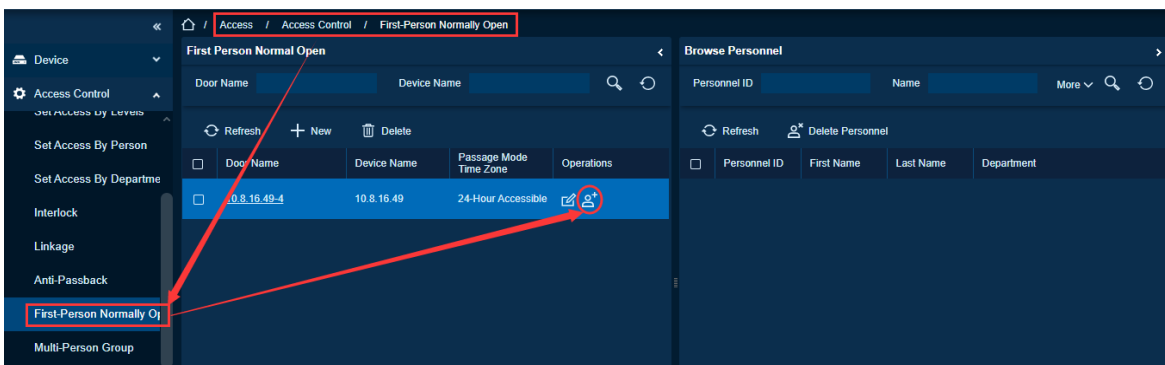 « / Access / Access Control / First-Person Normally Open
Device
Access Control
Set Access By Levels
Set Access By Person
Set Access By Departme
Interlock
Linkage
Anti-Passback
First-Person Normally Op
Multi-Person Group
First Person Normal Open
Door Name Device Name
Refresh New Delete
Door Name Device Name Passage Mode Time Zone Operations
10.8.16.49-4 10.8.16.49 24-Hour Accessible
Browse Personnel
Personnel ID Name More
Refresh Delete Personnel
Personnel ID First Name Last Name Department